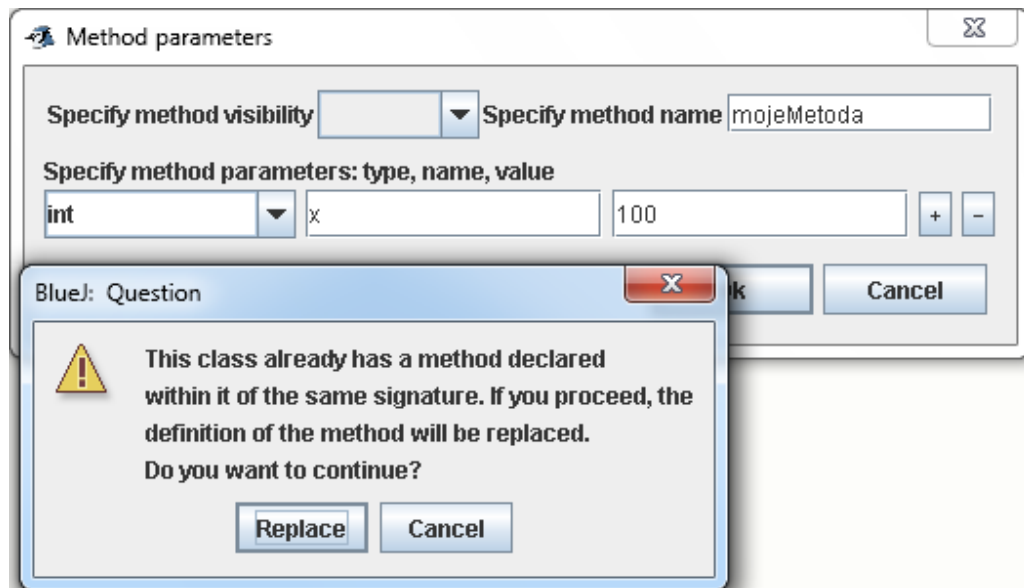 Method parameters
Specify method visibility Specify method name mojeMetoda
Specify method parameters: type, name, value
int x 100 + -
BlueJ: Question
Cancel
This class already has a method declared
within it of the same signature. If you proceed, the
definition of the method will be replaced.
Do you want to continue?
Replace Cancel